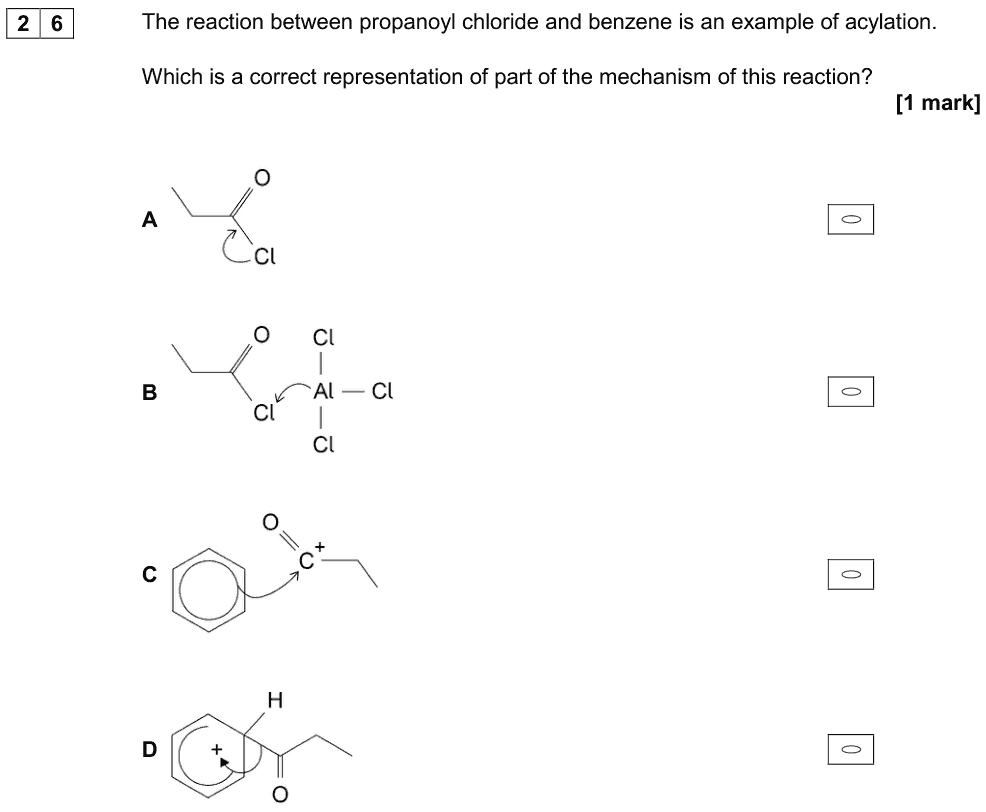 2 6 The reaction between propanoyl chloride and benzene is an example of acylation.
Which is a correct representation of part of the mechanism of this reaction?
[1 mark]
O
A
Cl
O Cl
B Al Cl
Cl
Cl
O
C C+
H
D +
O